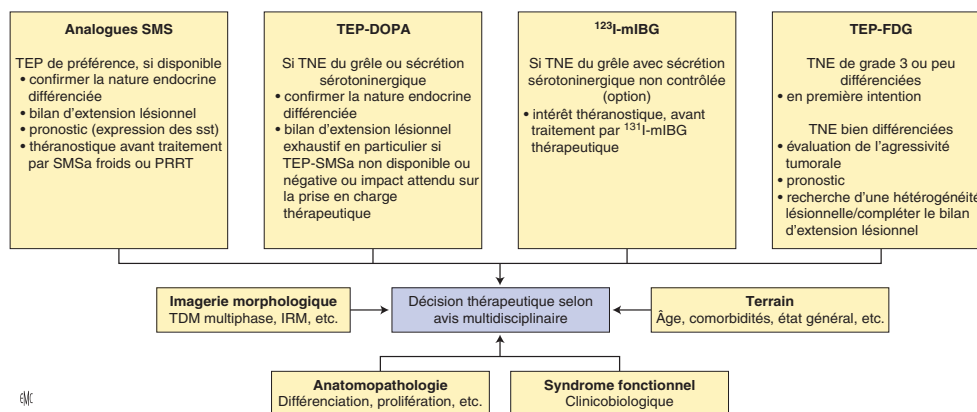 Analogues SMS
TEP de préférence, si disponible
• confirmer la nature endocrine
différenciée
• bilan d'extension lésionnel
• pronostic (expression des sst)
• théranostique avant traitement
par SMSa froids ou PRRT
TEP-DOPA
Si TNE du grêle ou sécrétion
sérotoninergique
• confirmer la nature endocrine
différenciée
• bilan d'extension lésionnel
exhaustif en particulier si
TEP-SMSa non disponible ou
négative ou impact attendu sur
la prise en charge
thérapeutique
¹²³I-mIBG
Si TNE du grêle avec sécrétion
sérotoninergique non contrôlée
(option)
• intérêt théranostique, avant
traitement par ¹³¹I-mIBG
thérapeutique
TEP-FDG
TNE de grade 3 ou peu
différenciées
• en première intention
TNE bien différenciées
• évaluation de l'agressivité
tumorale
• pronostic
• recherche d'une hétérogénéité
lésionnelle/compléter le bilan
d'extension lésionnel
Imagerie morphologique
TDM multiphase, IRM, etc.
Décision thérapeutique selon
avis multidisciplinaire
Terrain
Âge, comorbidités, état général, etc.
Anatomopathologie
Différenciation, prolifération, etc.
Syndrome fonctionnel
Clinicobiologique
EMC